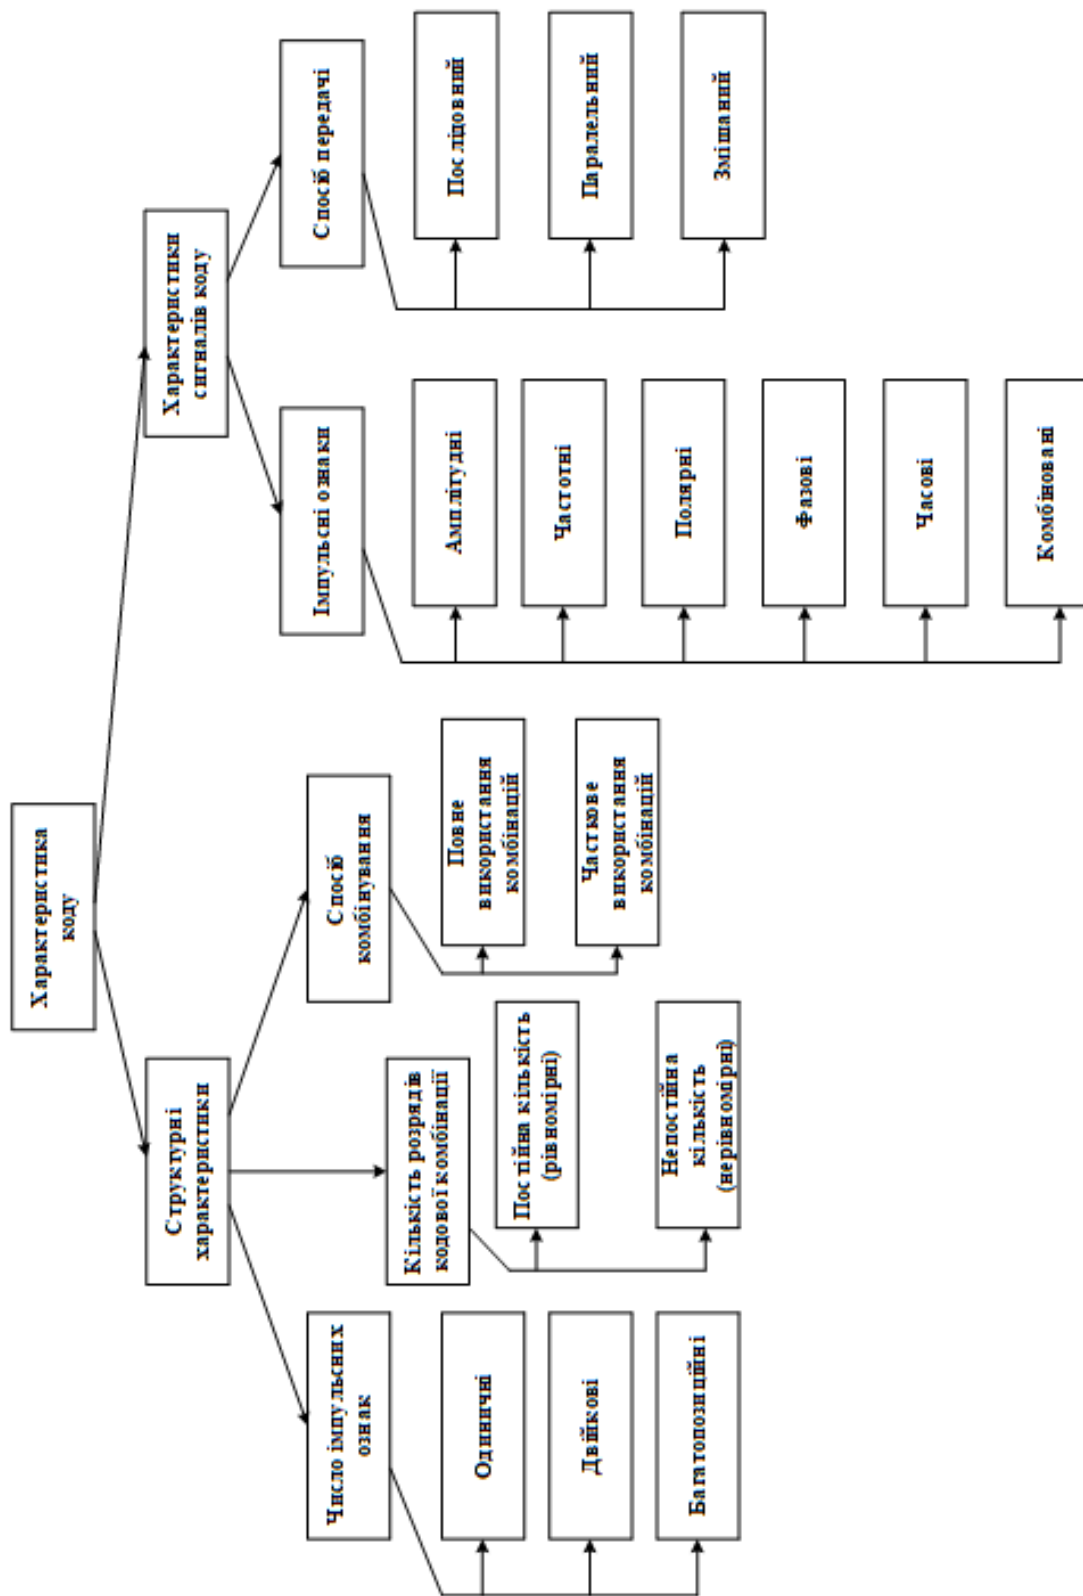 Характеристика
коду
Структурні
характеристики
Характеристики
сигналів коду
Число імпульсних
ознак
Кількість розрядів
кодової комбінації
Спосіб
комбінування
Імпульсні ознаки
Спосіб передачі
Одиничні
Двійкові
Багатопозиційні
Постійна кількість
(рівномірні)
Непостійна
кількість
(нерівномірні)
Повне
використання
комбінацій
Часткове
використання
комбінацій
Амплітудні
Частотні
Полярні
Фазові
Часові
Комбіновані
Послідовний
Паралельний
Змішаний